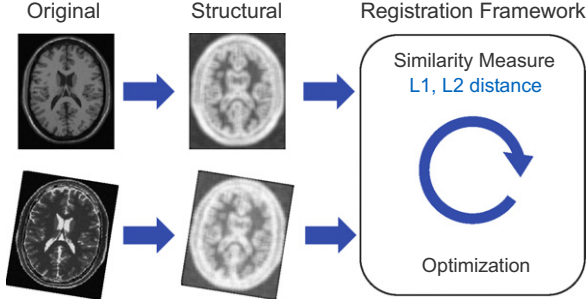 Original
Structural
Registration Framework
Similarity Measure
L1, L2 distance
Optimization